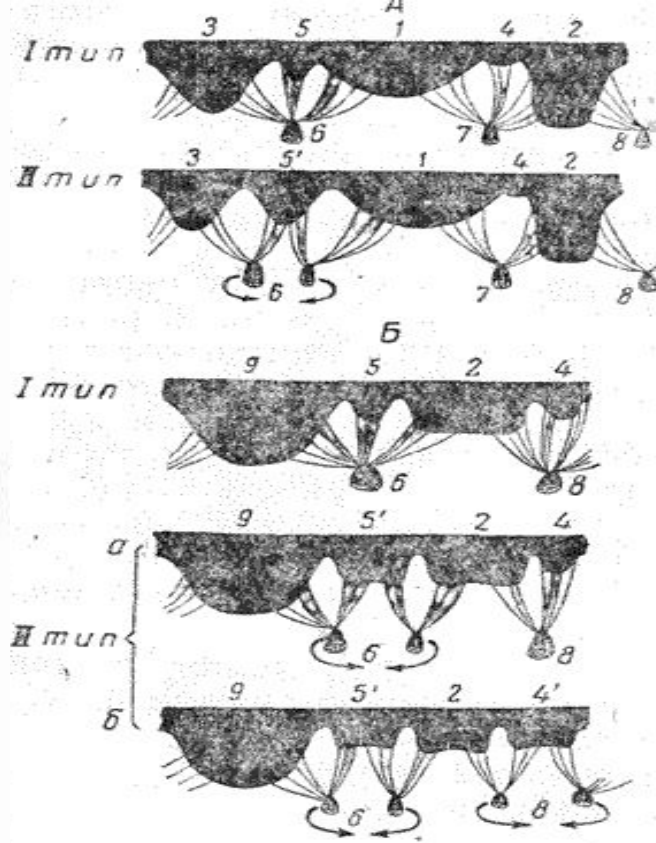 А
I тип 3 5 1 4 2
6 7 8
II тип 3 5' 1 4 2
6 7 8
Б
I тип 9 5 2 4
6 8
а 9 5' 2 4
6 8
II тип
б 9 5' 2 4'
6 8